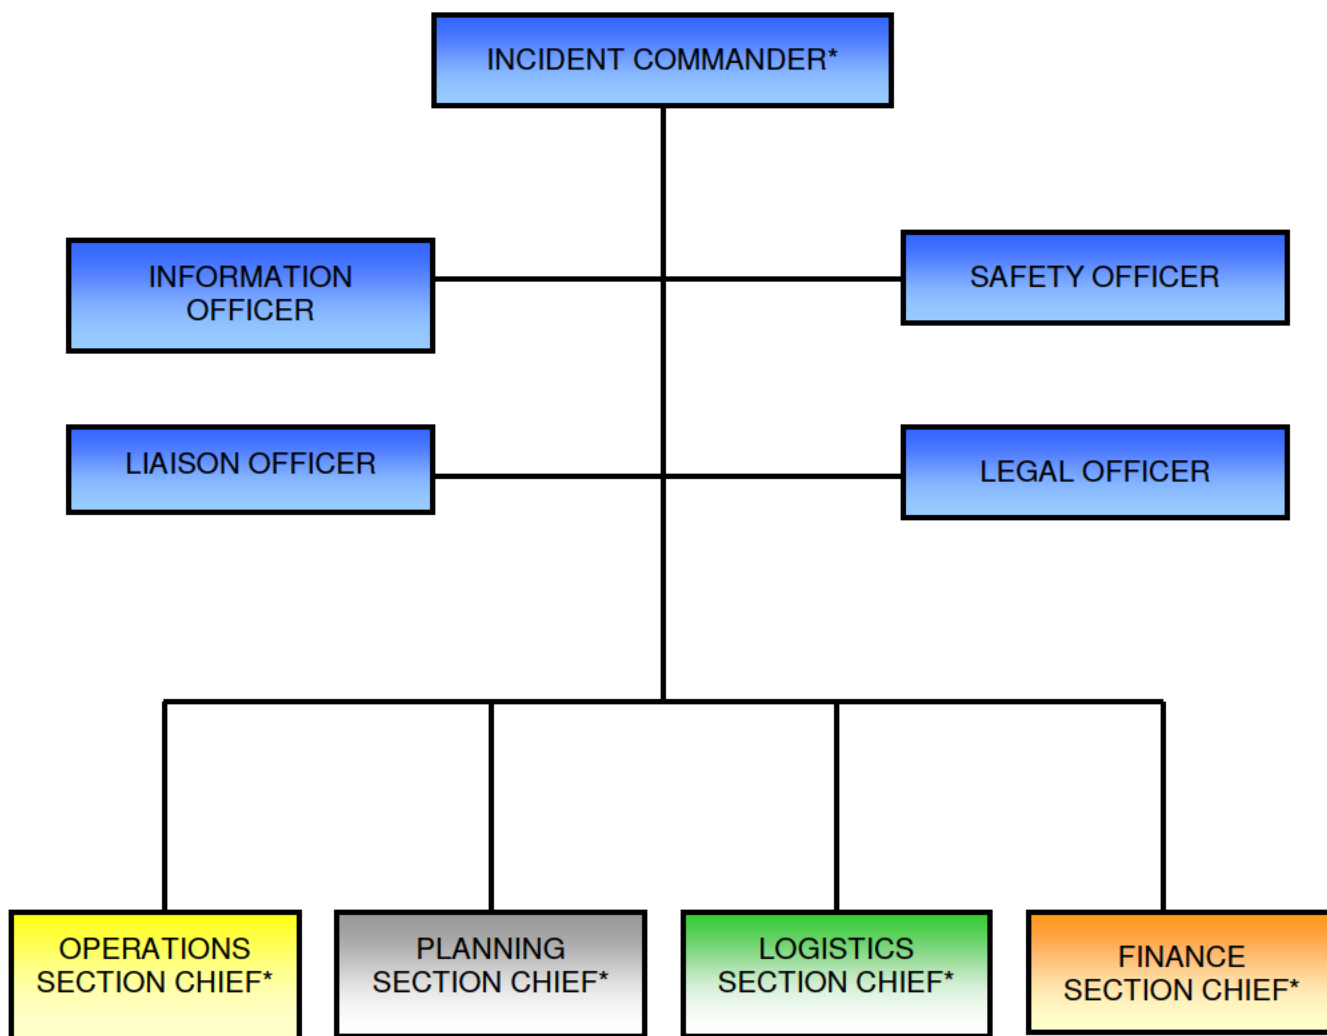 INCIDENT COMMANDER*
INFORMATION
OFFICER
SAFETY OFFICER
LIAISON OFFICER
LEGAL OFFICER
OPERATIONS
SECTION CHIEF*
PLANNING
SECTION CHIEF*
LOGISTICS
SECTION CHIEF*
FINANCE
SECTION CHIEF*